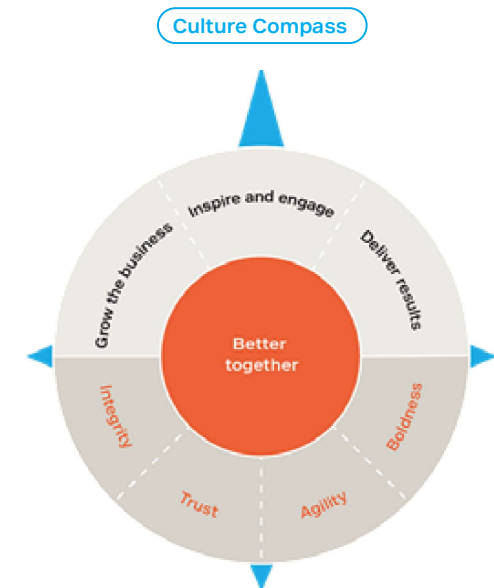 Culture Compass
Grow the business
Inspire and engage
Deliver results
Better
together
Integrity
Trust
Agility
Boldness